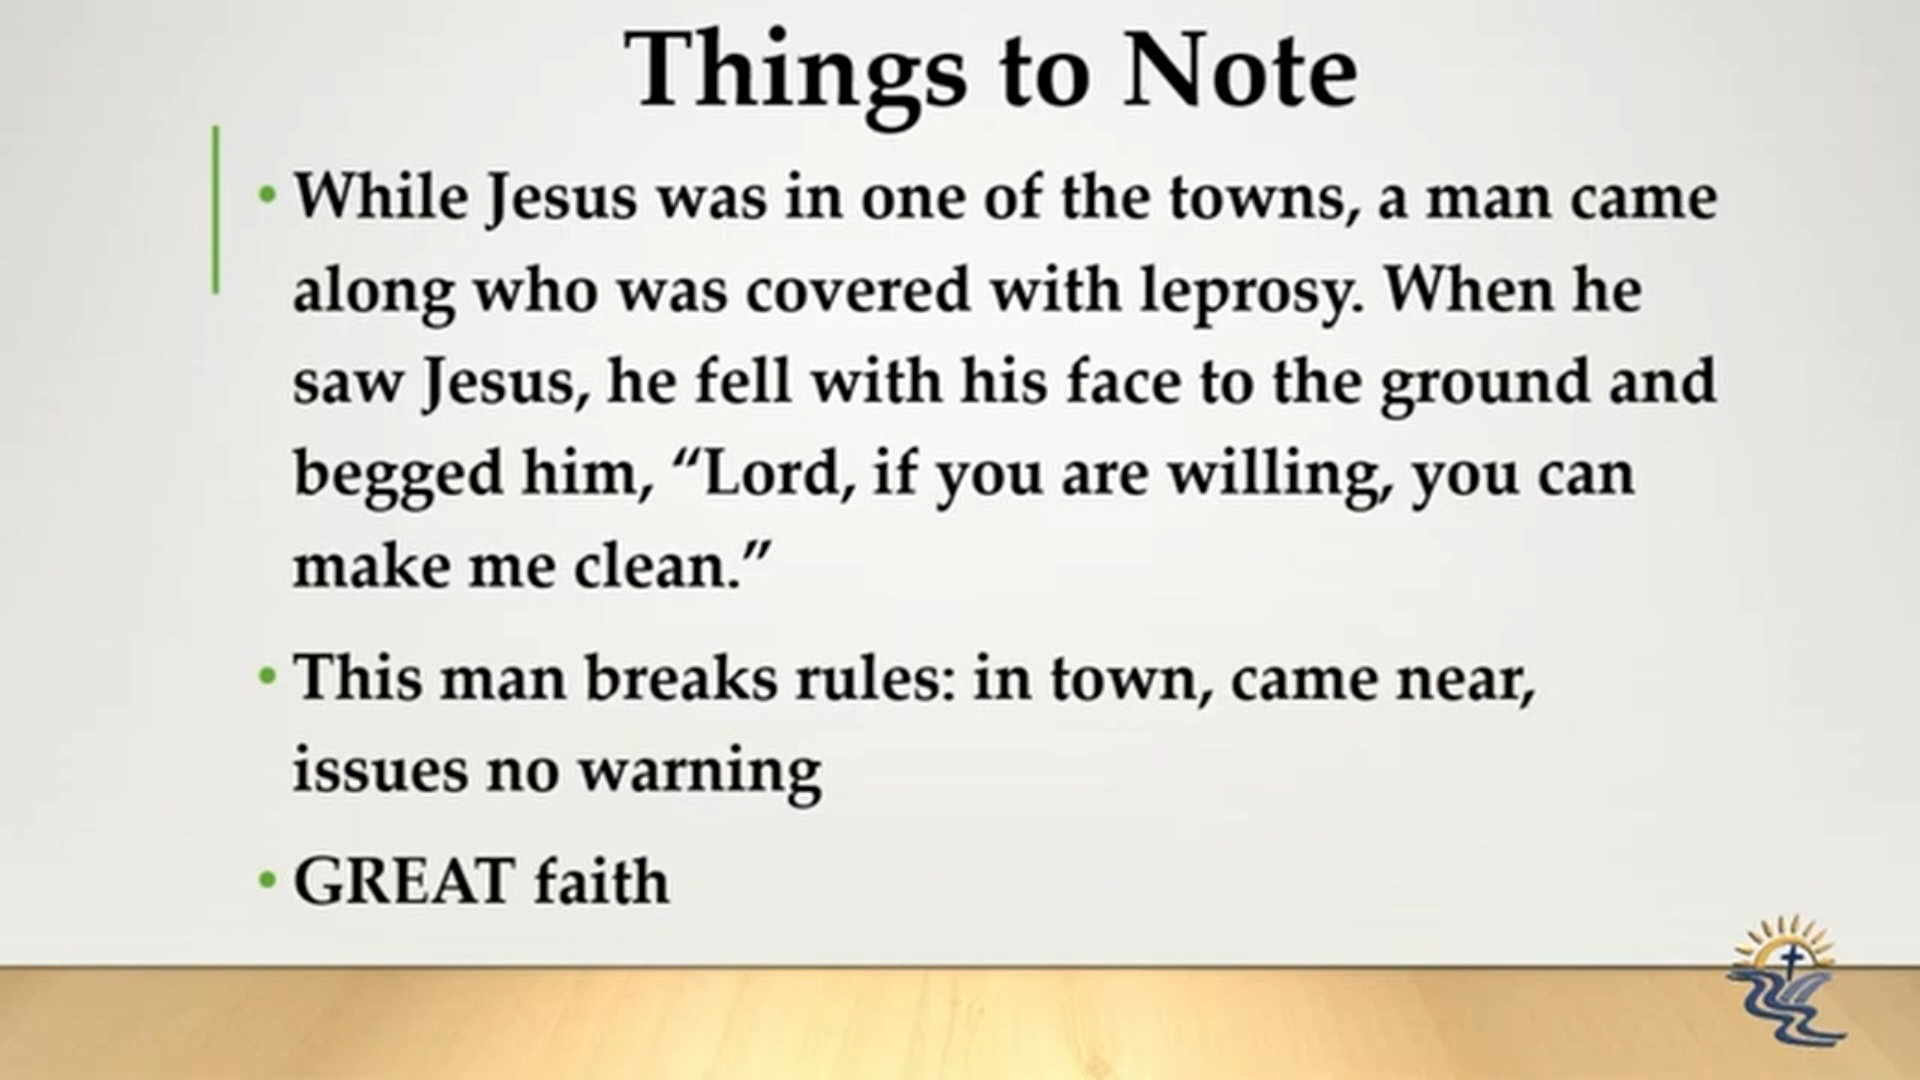 Things to Note
• While Jesus was in one of the towns, a man came
along who was covered with leprosy. When he
saw Jesus, he fell with his face to the ground and
begged him, “Lord, if you are willing, you can
make me clean.”
• This man breaks rules: in town, came near,
issues no warning
• GREAT faith